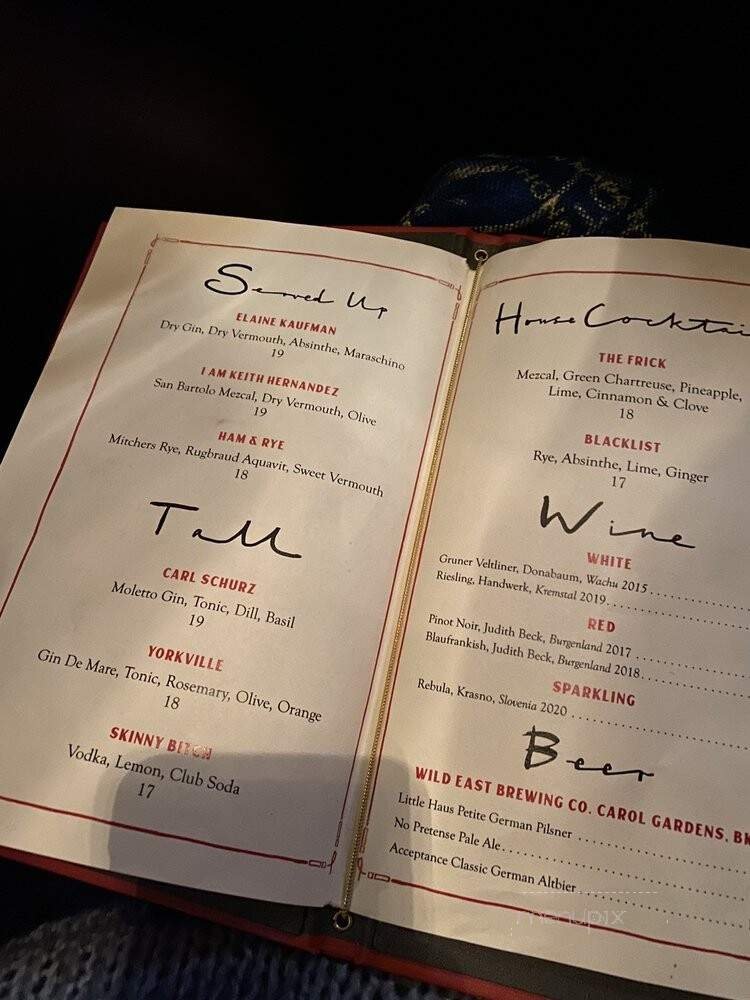 Served Up
ELAINE KAUFMAN
Dry Gin, Dry Vermouth, Absinthe, Maraschino
19
I AM KEITH HERNANDEZ
San Bartolo Mezcal, Dry Vermouth, Olive
19
HAM & RYE
Mitchers Rye, Rugbraud Aquavit, Sweet Vermouth
18
Tall
CARL SCHURZ
Moletto Gin, Tonic, Dill, Basil
19
YORKVILLE
Gin De Mare, Tonic, Rosemary, Olive, Orange
18
SKINNY BITCH
Vodka, Lemon, Club Soda
17
House Cocktai
THE FRICK
Mezcal, Green Chartreuse, Pineapple,
Lime, Cinnamon & Clove
18
BLACKLIST
Rye, Absinthe, Lime, Ginger
17
Wine
WHITE
Gruner Veltliner, Donabaum, Wachu 2015
Riesling, Handwerk, Kremstal 2019
RED
Pinot Noir, Judith Beck, Burgenland 2017
Blaufrankish, Judith Beck, Burgenland 2018
SPARKLING
Rebula, Krasno, Slovenia 2020
Beer
WILD EAST BREWING CO. CAROL GARDENS, BK
Little Haus Petite German Pilsner
No Pretense Pale Ale
Acceptance Classic German Altbier
menupix